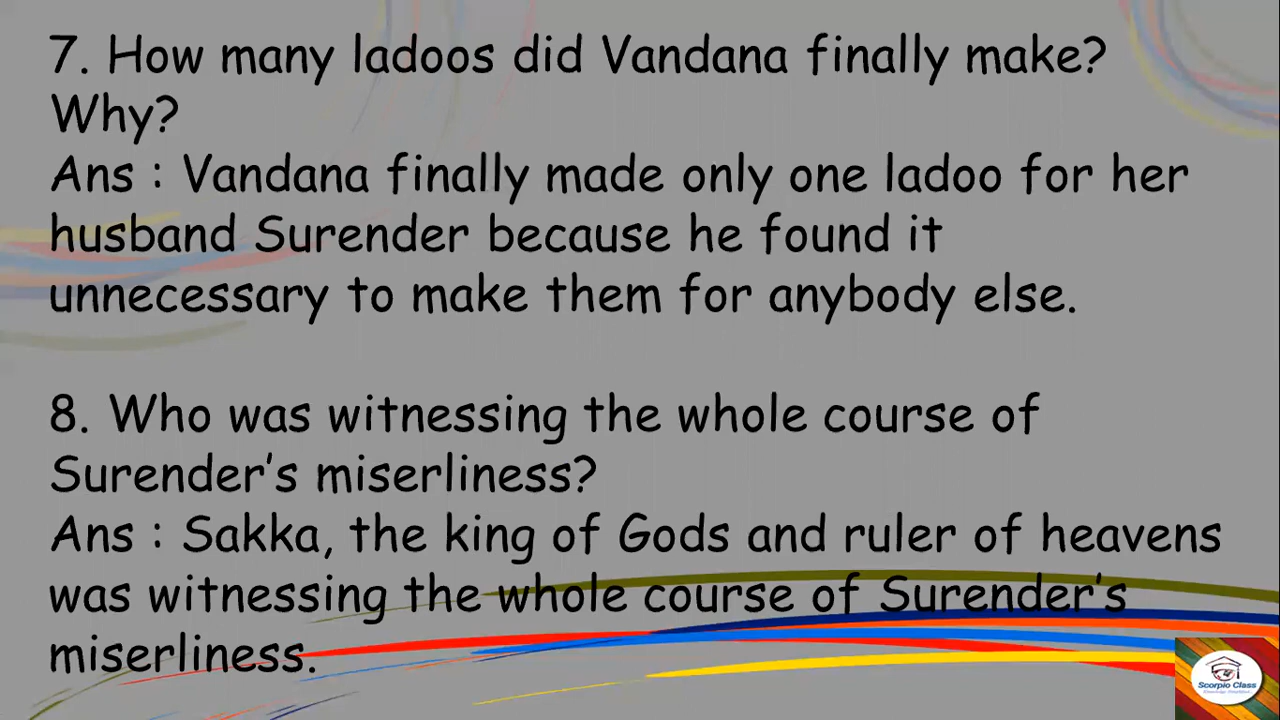 7. How many ladoos did Vandana finally make?
Why?
Ans : Vandana finally made only one ladoo for her
husband Surender because he found it
unnecessary to make them for anybody else.
8. Who was witnessing the whole course of
Surender's miserliness?
Ans : Sakka, the king of Gods and ruler of heavens
was witnessing the whole course of Surender's
miserliness.
Scorpio Class